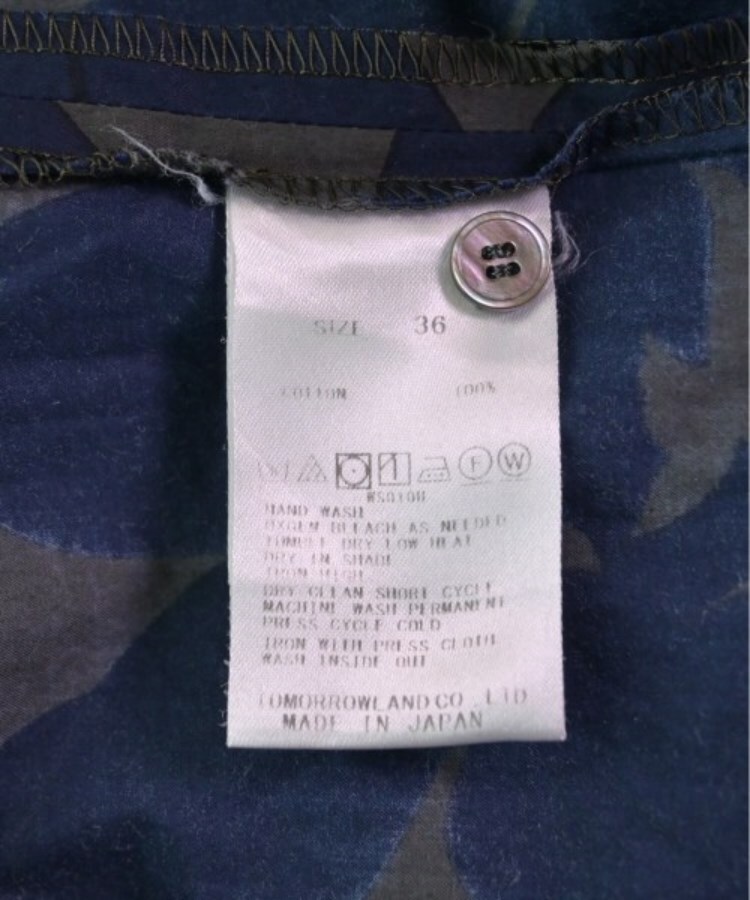 SIZE 36
COTTON 100%
F W
WS010U
HAND WASH
OXGEN BLEACH AS NEEDED
TUMBLE DRY LOW HEAT
DRY IN SHADE
IRON HIGH
DRY CLEAN SHORT CYCLE
MACHINE WASH PERMANENT
PRESS CYCLE COLD
IRON WITH PRESS CLOTH
WASH INSIDE OUT
TOMORROWLAND CO LTD
MADE IN JAPAN